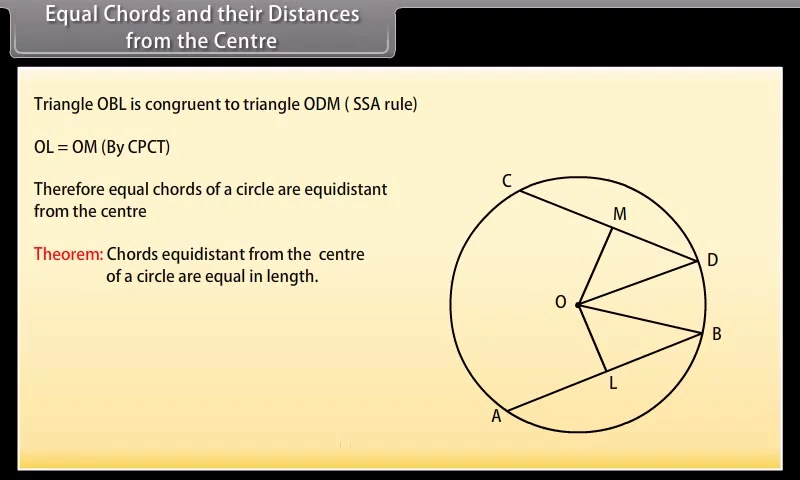 Equal Chords and their Distances
from the Centre
Triangle OBL is congruent to triangle ODM ( SSA rule)
OL = OM (By CPCT)
Therefore equal chords of a circle are equidistant
from the centre
Theorem: Chords equidistant from the centre
of a circle are equal in length.
C
M
D
O
B
L
A